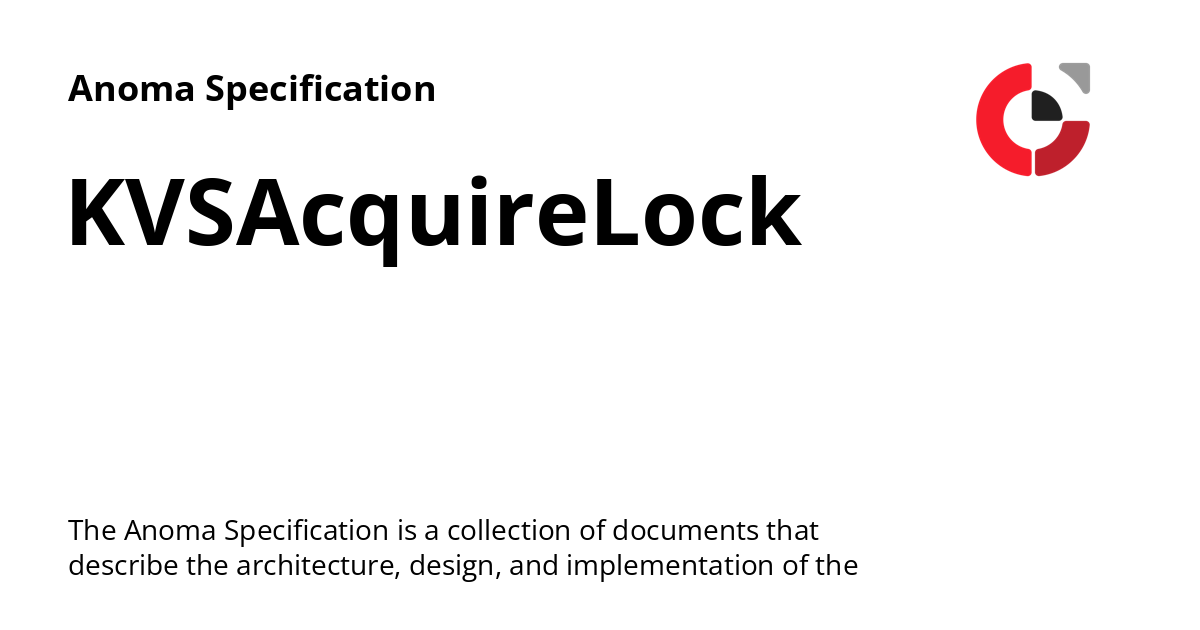 Anoma Specification
KVSAcquireLock
The Anoma Specification is a collection of documents that
describe the architecture, design, and implementation of the